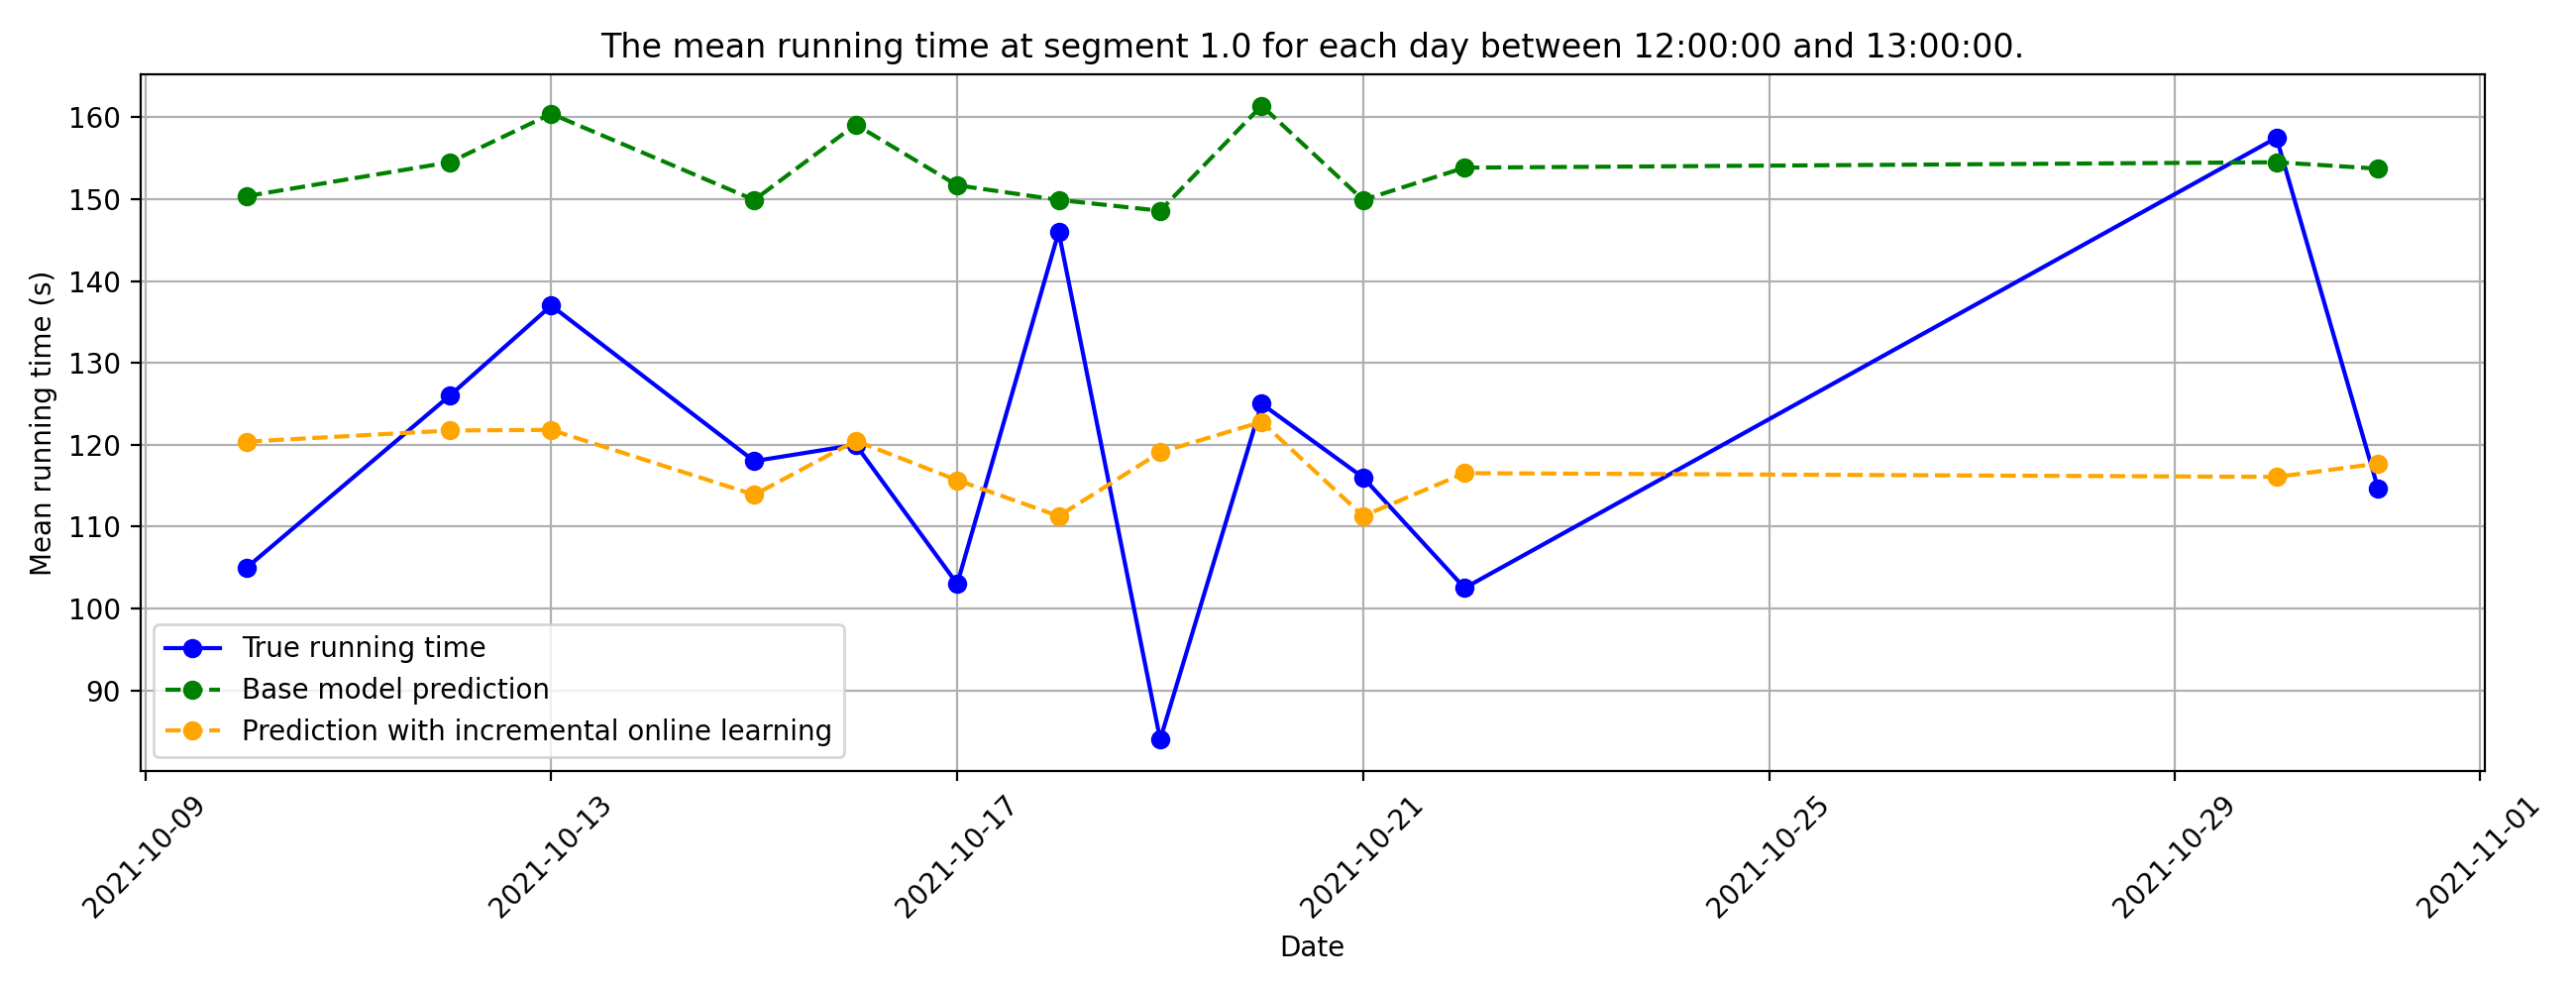 The mean running time at segment 1.0 for each day between 12:00:00 and 13:00:00.
Mean running time (s)
160
150
140
130
120
110
100
90
True running time
Base model prediction
Prediction with incremental online learning
2021-10-09
2021-10-13
2021-10-17
2021-10-21
2021-10-25
2021-10-29
2021-11-01
Date